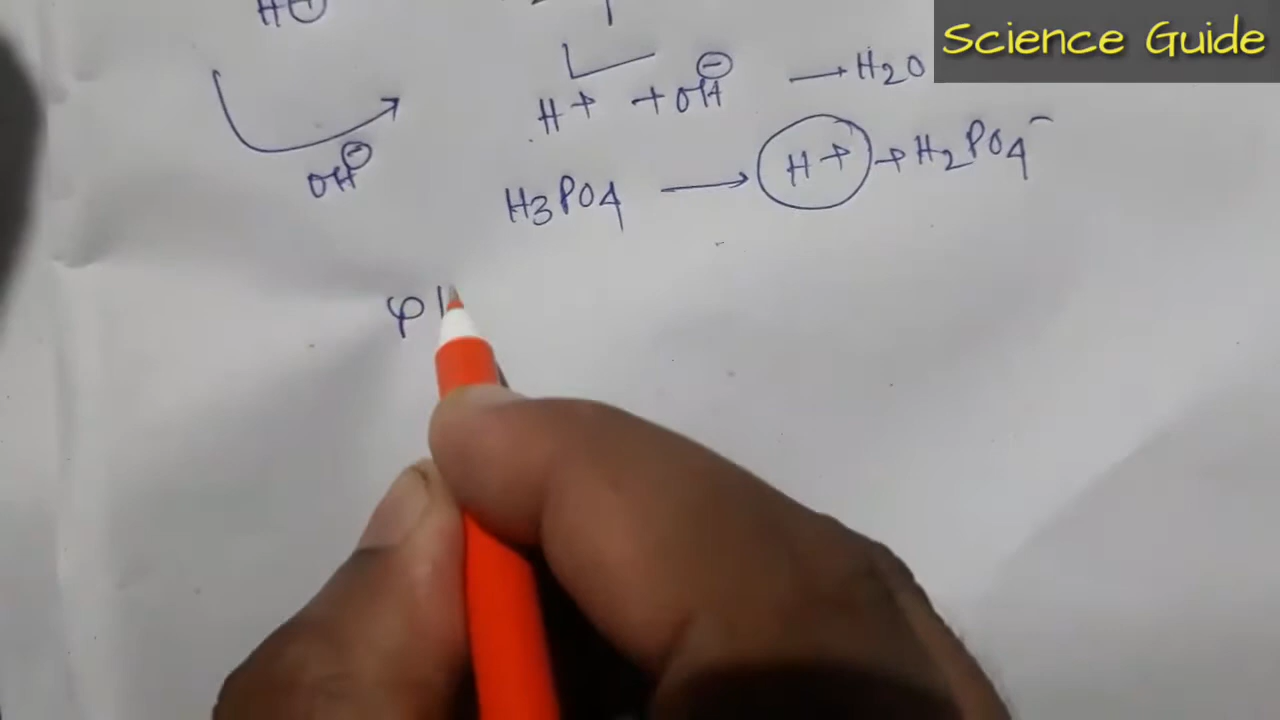 Science Guide
H⊕
H+ + OH⊖ → H2O
OH⊖
H3PO4 → H+ + H2PO4⁻